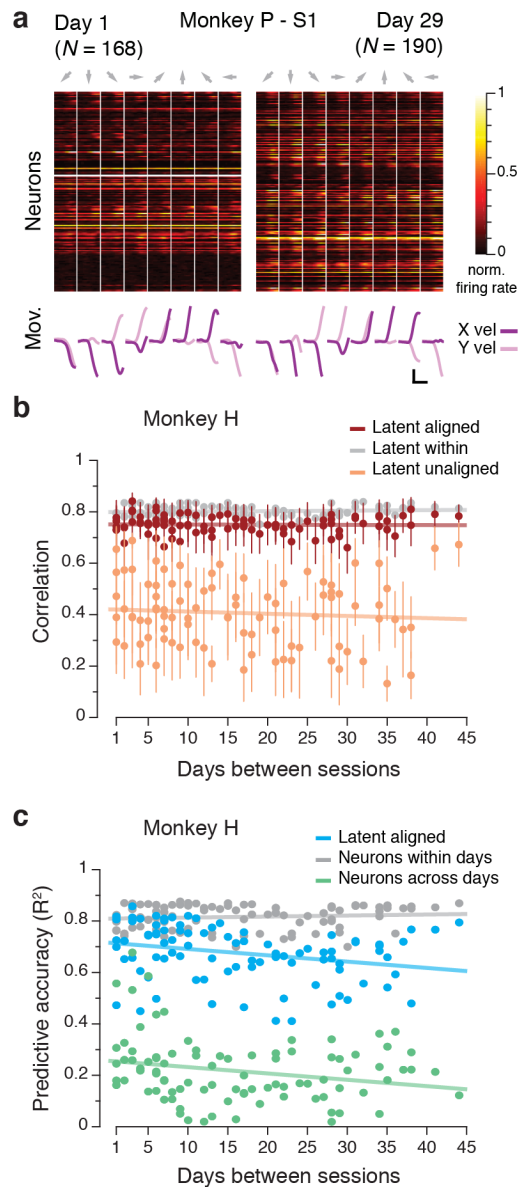 a
Day 1
(N = 168)
Monkey P - S1
Day 29
(N = 190)
Neurons
1
0.5
0
norm.
firing rate
Mov.
X vel
Y vel
b
Monkey H
Latent aligned
Latent within
Latent unaligned
Correlation
1
0.8
0.6
0.4
0.2
0
1 5 10 15 20 25 30 35 40 45
Days between sessions
c
Monkey H
Latent aligned
Neurons within days
Neurons across days
Predictive accuracy (R²)
1
0.8
0.6
0.4
0.2
0
1 5 10 15 20 25 30 35 40 45
Days between sessions